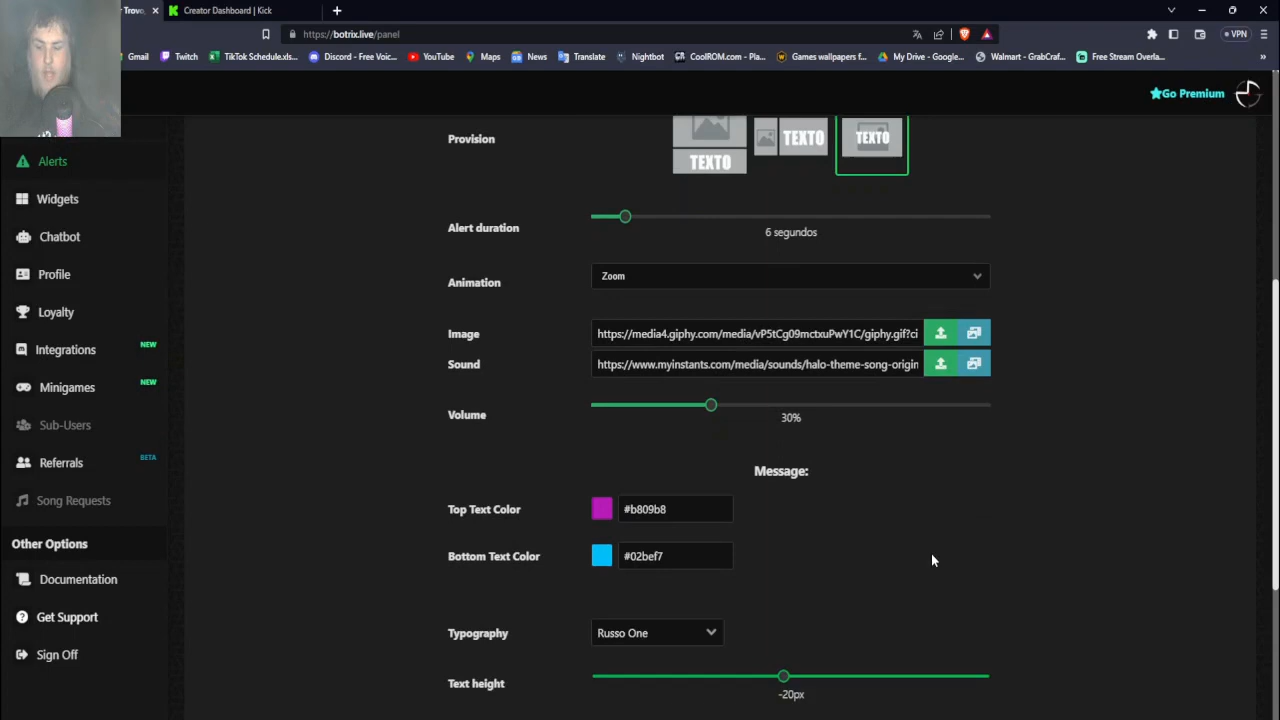 r Trovo,
Creator Dashboard | Kick
https://botrix.live/panel
VPN
Gmail
Twitch
TikTok Schedule.xls...
Discord - Free Voic...
YouTube
Maps
News
Translate
Nightbot
CoolROM.com - Pla...
Games wallpapers f...
My Drive - Google...
Walmart - GrabCraf...
Free Stream Overla...
Go Premium
Alerts
Widgets
Chatbot
Profile
Loyalty
Integrations NEW
Minigames NEW
Sub-Users
Referrals BETA
Song Requests
Other Options
Documentation
Get Support
Sign Off
Provision
TEXTO
TEXTO
TEXTO
Alert duration
6 segundos
Animation
Zoom
Image
https://media4.giphy.com/media/vP5tCg09mctxuPwY1C/giphy.gif?ci
Sound
https://www.myinstants.com/media/sounds/halo-theme-song-origin
Volume
30%
Message:
Top Text Color
#b809b8
Bottom Text Color
#02bef7
Typography
Russo One
Text height
-20px